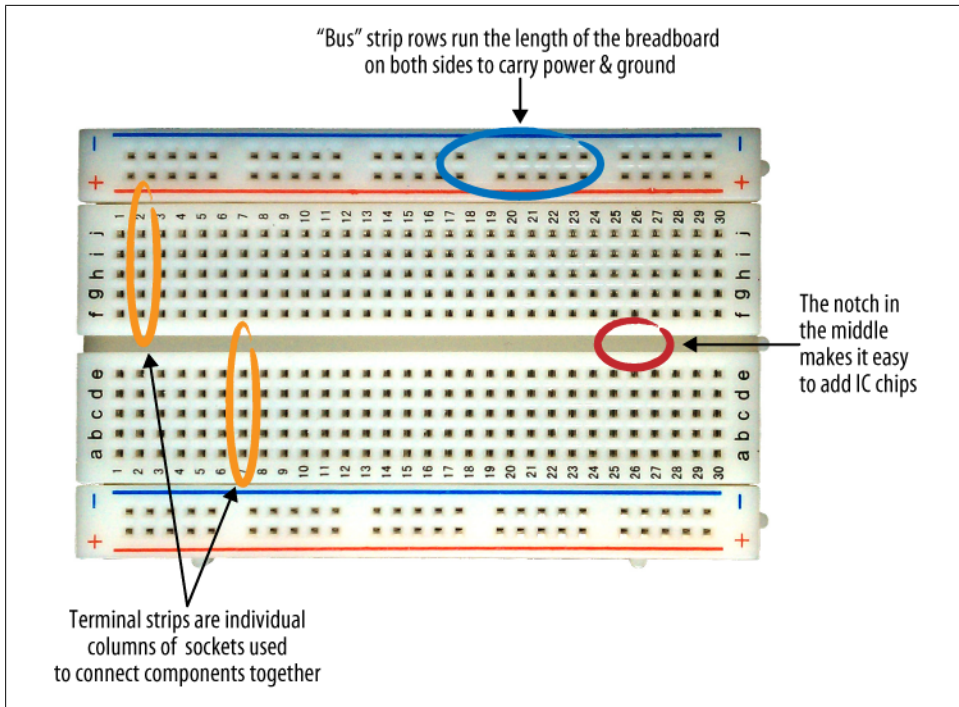 “Bus” strip rows run the length of the breadboard
on both sides to carry power & ground
− −
+ +
1 2 3 4 5 6 7 8 9 10 11 12 13 14 15 16 17 18 19 20 21 22 23 24 25 26 27 28 29 30
j j
i i
h h
g g
f f
The notch in
the middle
makes it easy
to add IC chips
e e
d d
c c
b b
a a
1 2 3 4 5 6 7 8 9 10 11 12 13 14 15 16 17 18 19 20 21 22 23 24 25 26 27 28 29 30
− −
+ +
Terminal strips are individual
columns of sockets used
to connect components together